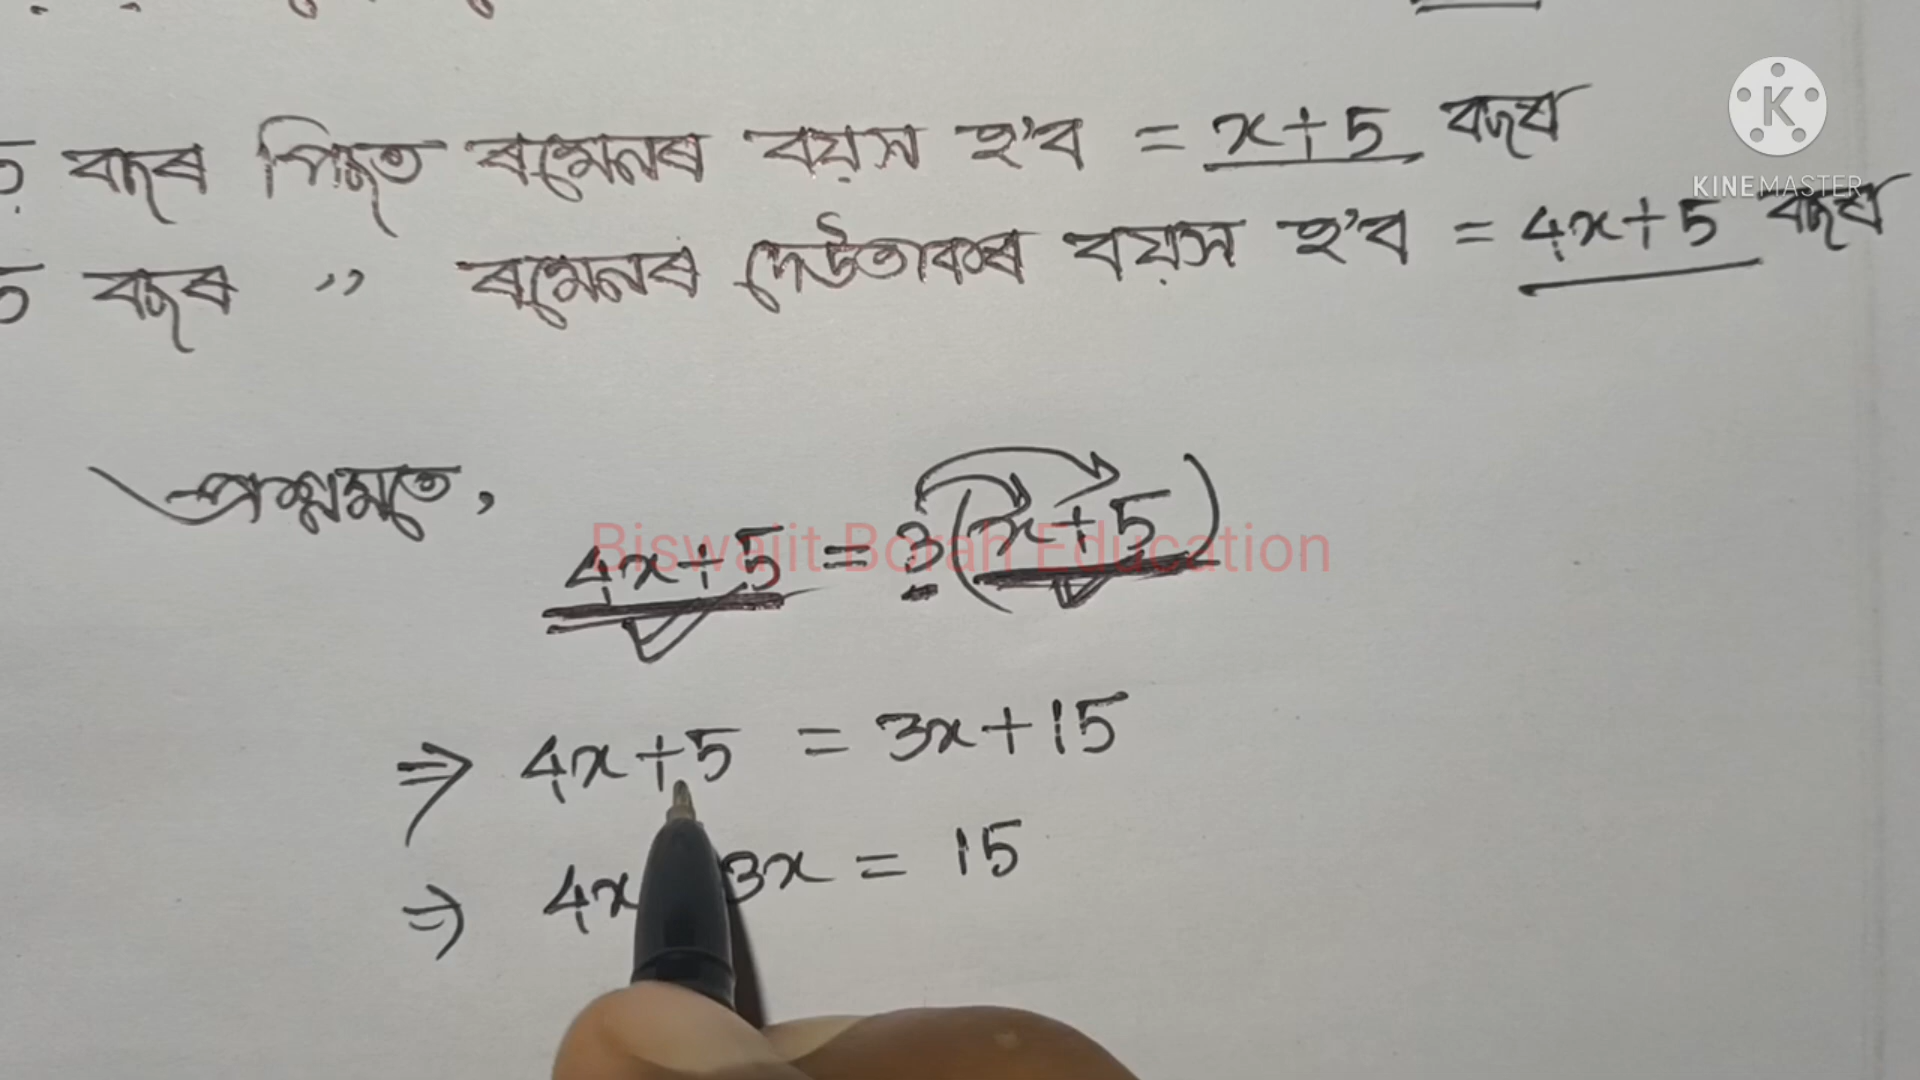 বছৰ পিছত ৰমেনৰ বয়স হ'ব = x+5 বছৰ
KINEMASTER
বছৰ ,, ৰমেনৰ দেউতাকৰ বয়স হ'ব = 4x+5 বছৰ
প্ৰশ্নমতে,
4x+5 = 3(x+5)
Biswajit Borah Education
⇒ 4x+5 = 3x+15
⇒ 4x 3x = 15